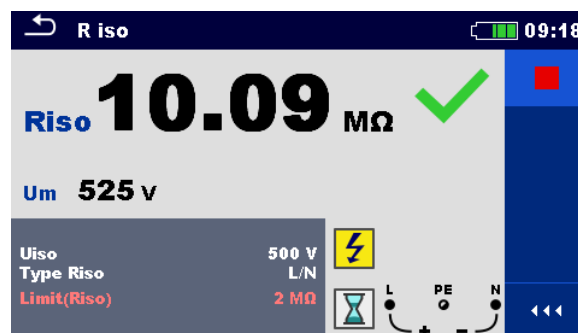 R iso 09:18
Riso 10.09 MΩ
Um 525 V
Uiso 500 V
Type Riso L/N
Limit(Riso) 2 MΩ
L PE N
+ -